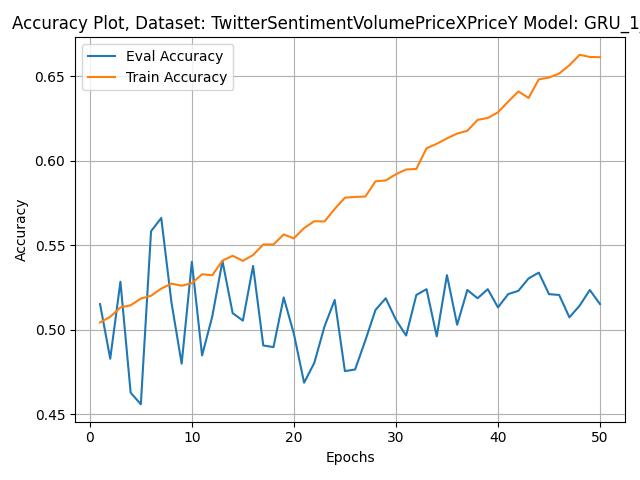 Accuracy Plot, Dataset: TwitterSentimentVolumePriceXPriceY Model: GRU_1
Eval Accuracy
Train Accuracy
0.65
0.60
0.55
0.50
0.45
Accuracy
0 10 20 30 40 50
Epochs